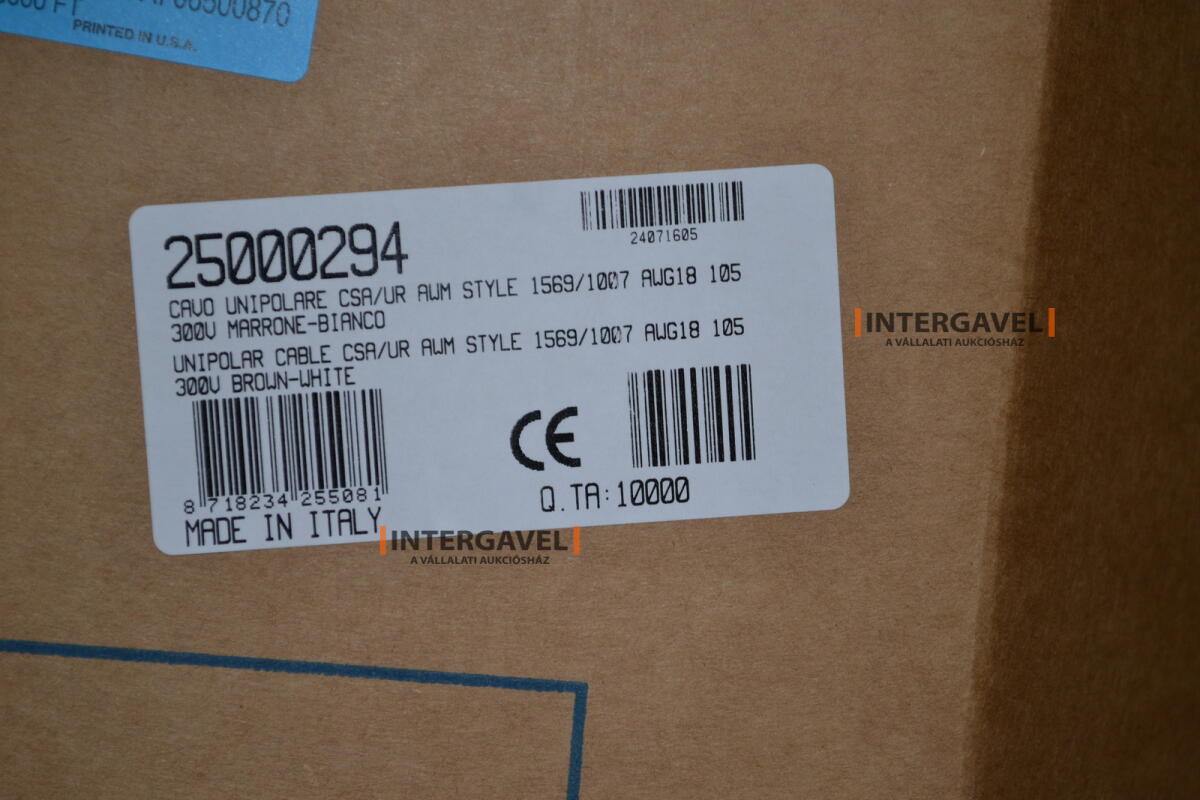 PRINTED IN U.S.A.
25000294
24071605
CAVO UNIPOLARE CSA/UR AWM STYLE 1569/1007 AWG18 105
300V MARRONE-BIANCO
UNIPOLAR CABLE CSA/UR AWM STYLE 1569/1007 AWG18 105
300V BROWN-WHITE
CE
8 718234 255081
Q.TA:10000
MADE IN ITALY
INTERGAVEL
A VÁLLALATI AUKCIÓSHÁZ
INTERGAVEL
A VÁLLALATI AUKCIÓSHÁZ